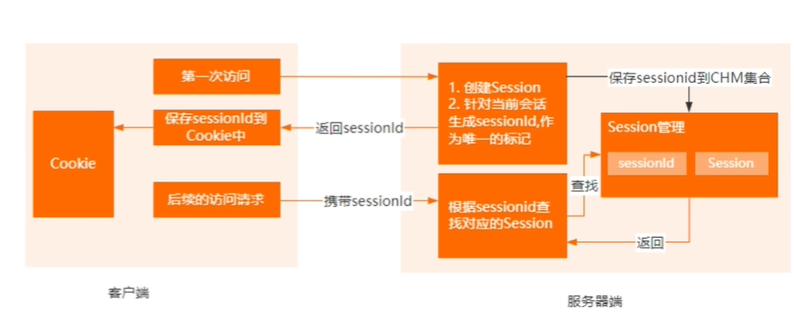 第一次访问
保存sessionId到
Cookie中
Cookie
后续的访问请求
客户端
返回sessionId
携带sessionId
1. 创建Session
2. 针对当前会话
生成sessionId,作
为唯一的标记
根据sessionid查
找对应的Session
保存sessionid到CHM集合
Session管理
sessionId
Session
查找
返回
服务器端